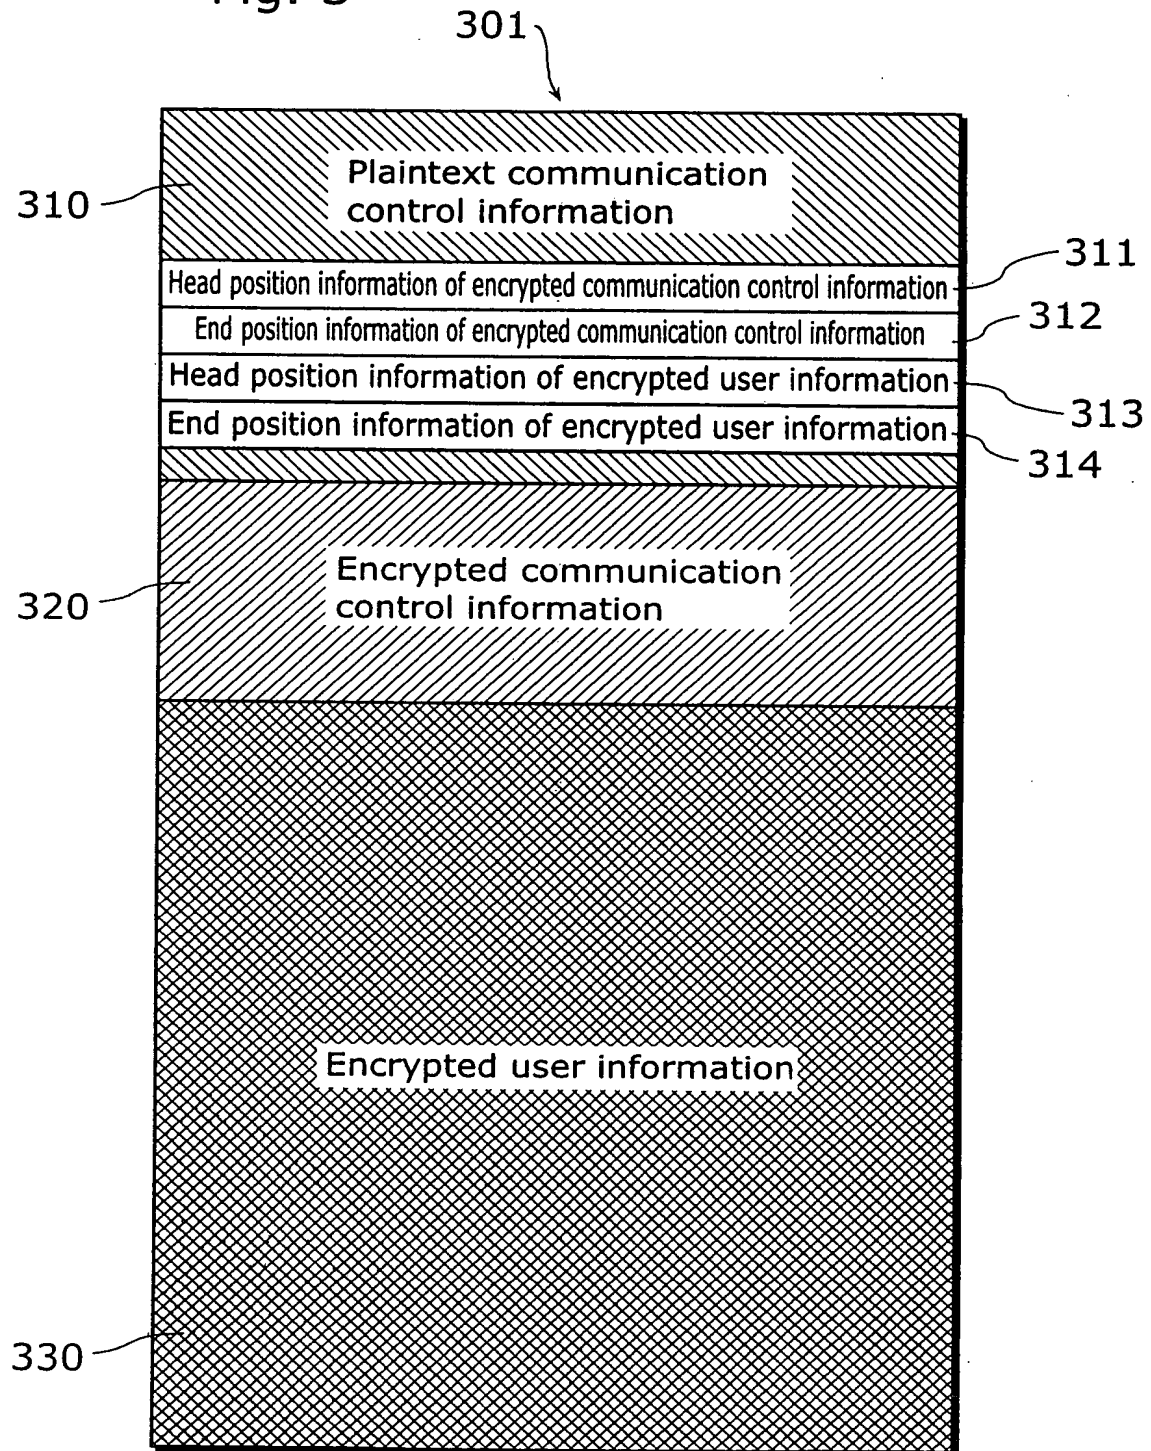 301
310
Plaintext communication
control information
311
Head position information of encrypted communication control information
312
End position information of encrypted communication control information
Head position information of encrypted user information
313
End position information of encrypted user information
314
320
Encrypted communication
control information
Encrypted user information
330